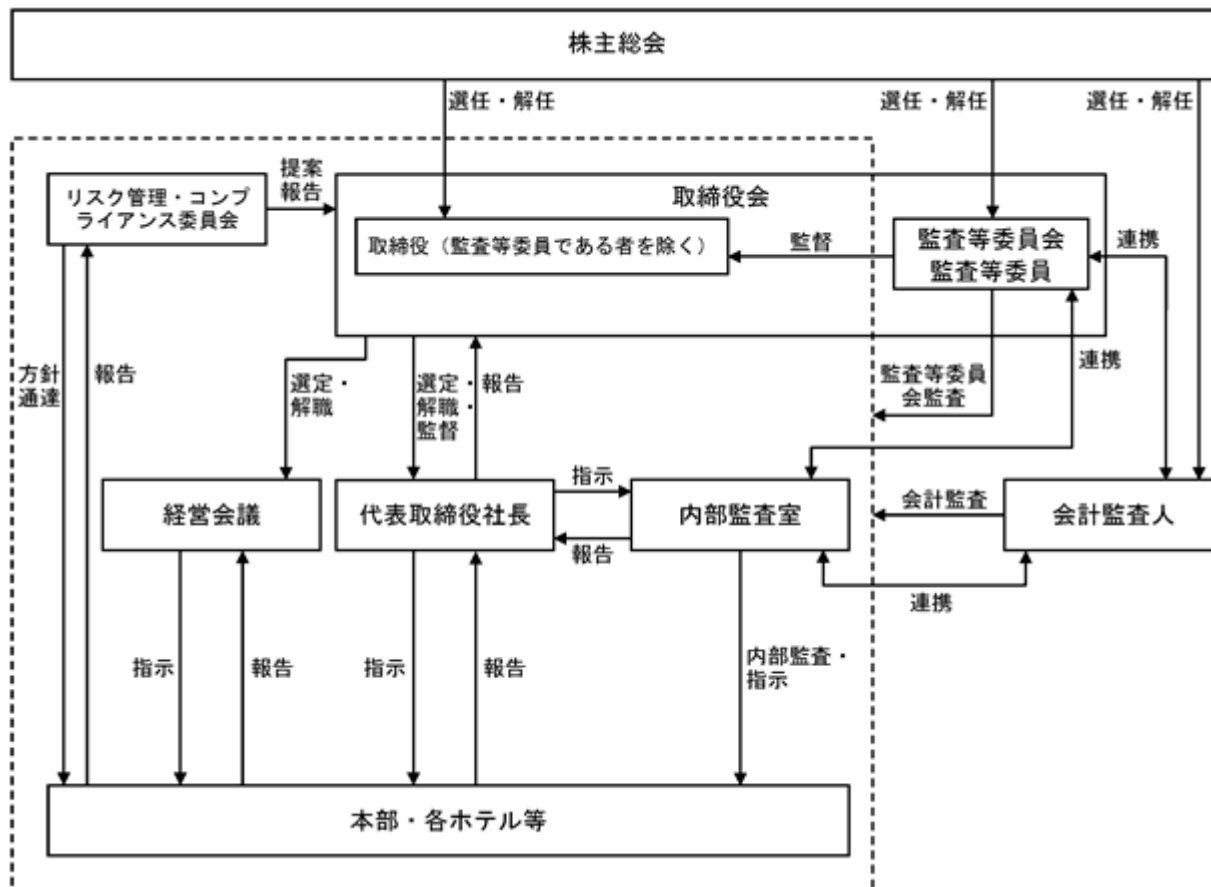 株主総会
選任・解任
選任・解任
選任・解任
提案
報告
リスク管理・コンプ
ライアンス委員会
取締役会
取締役（監査等委員である者を除く）
監督
監査等委員会
監査等委員
連携
方針
通達
報告
選定・
解職
選定・
解職・
監督
報告
監査等委員
会監査
連携
経営会議
代表取締役社長
指示
報告
内部監査室
会計監査
会計監査人
連携
指示
報告
指示
報告
内部監査・
指示
本部・各ホテル等